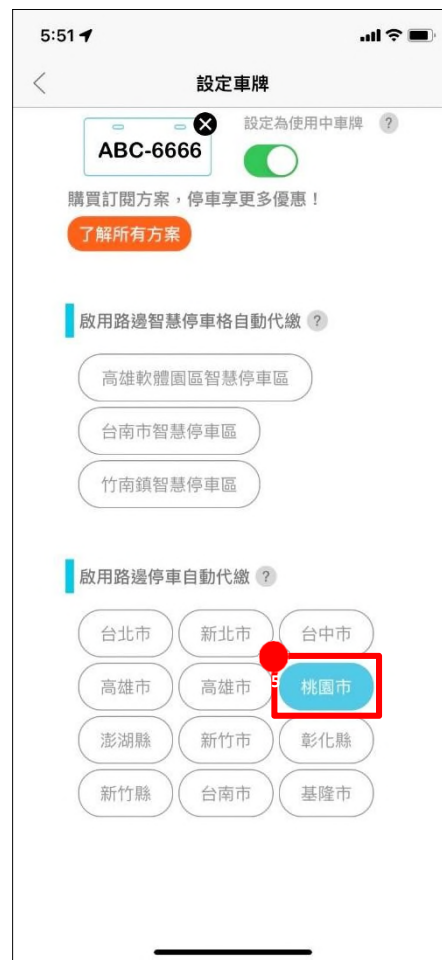 5:51
設定車牌
設定為使用中車牌 ?
ABC-6666
購買訂閱方案，停車享更多優惠！
了解所有方案
啟用路邊智慧停車格自動代繳 ?
高雄軟體園區智慧停車區
台南市智慧停車區
竹南鎮智慧停車區
啟用路邊停車自動代繳 ?
台北市 新北市 台中市
5
高雄市 高雄市 桃園市
澎湖縣 新竹市 彰化縣
新竹縣 台南市 基隆市